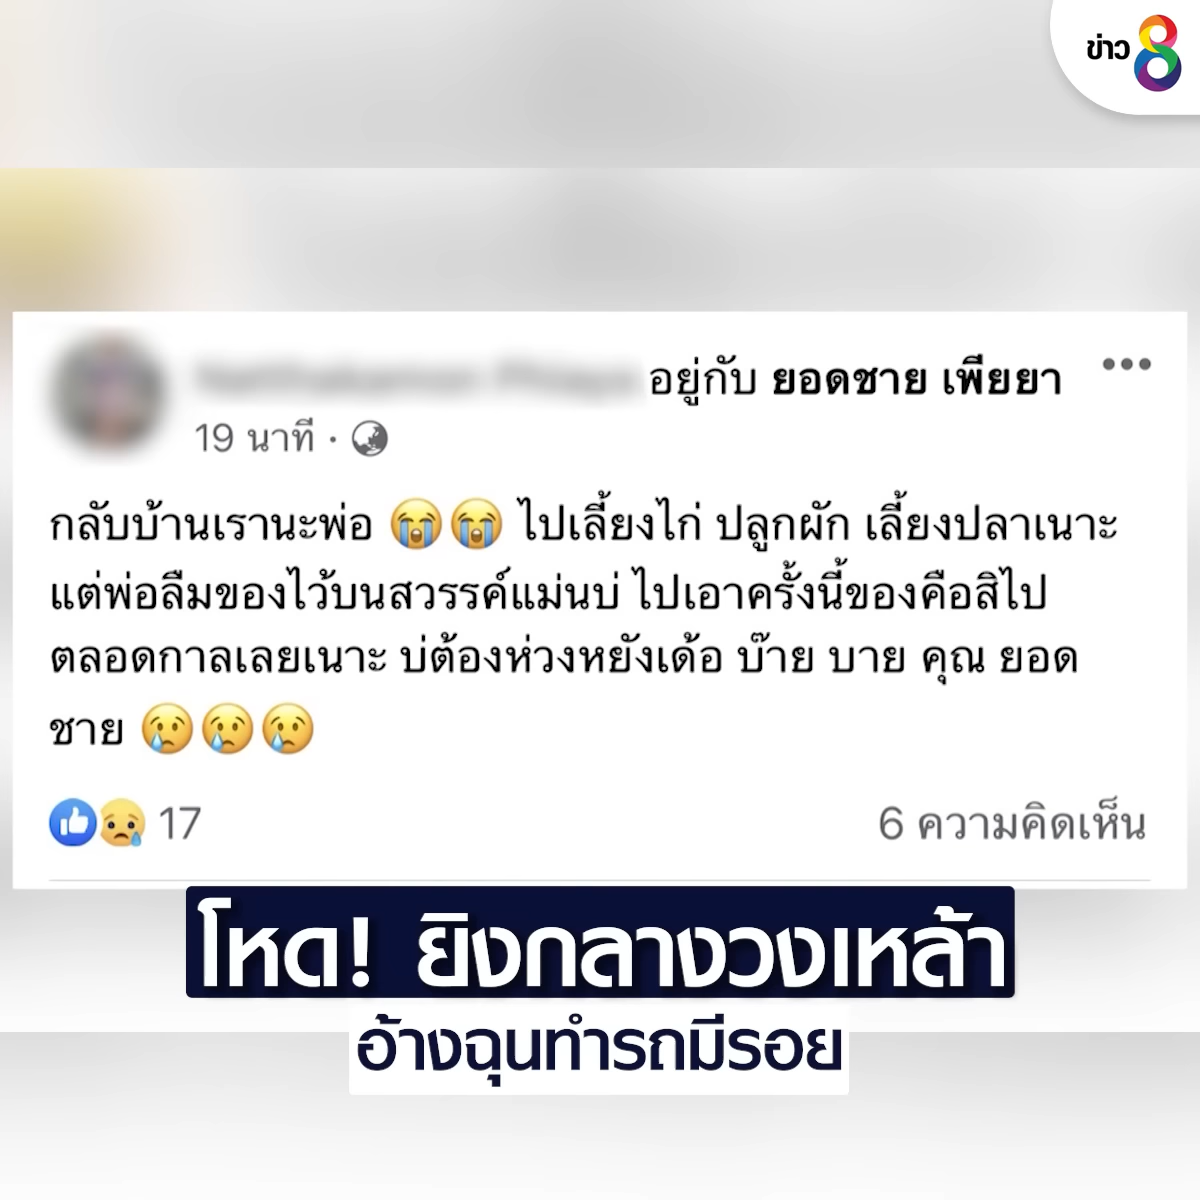 ข่าว 8
อยู่กับ ยอดชาย เพียยา
19 นาที ·
กลับบ้านเรานะพ่อ 😭😭 ไปเลี้ยงไก่ ปลูกผัก เลี้ยงปลาเนาะ
แต่พ่อลืมของไว้บนสวรรค์แม่นบ่ ไปเอาครั้งนี้ของคือสิไป
ตลอดกาลเลยเนาะ บ่ต้องห่วงหยังเด้อ บ๊าย บาย คุณ ยอด
ชาย 😢😢😢
17
6 ความคิดเห็น
โหด! ยิงกลางวงเหล้า
อ้างฉุนทำรถมีรอย